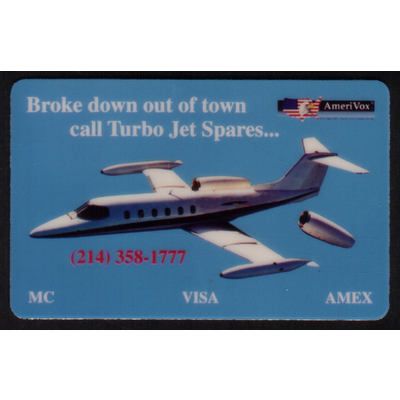 AmeriVox
Broke down out of town
call Turbo Jet Spares...
(214) 358-1777
MC VISA AMEX